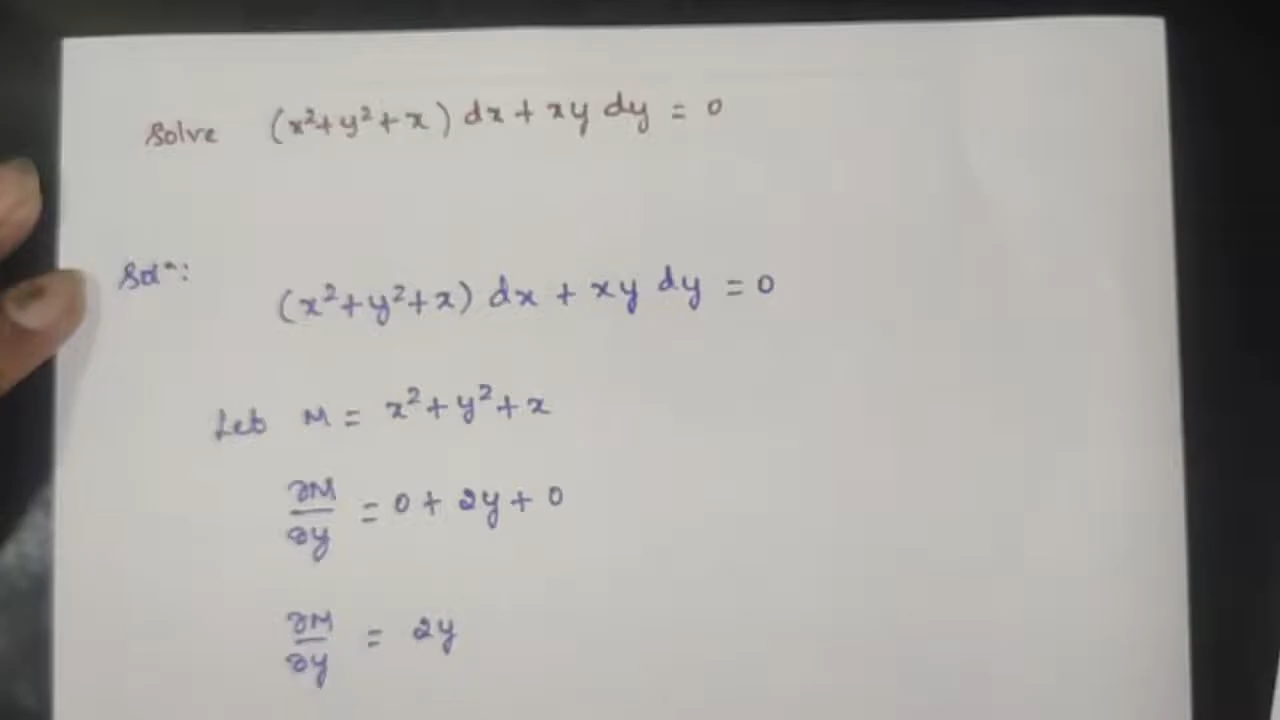 Solve (x²+y²+x) dx + xy dy = 0
Solⁿ:
(x²+y²+x) dx + xy dy = 0
Let M = x²+y²+x
∂M/∂y = 0 + 2y + 0
∂M/∂y = 2y